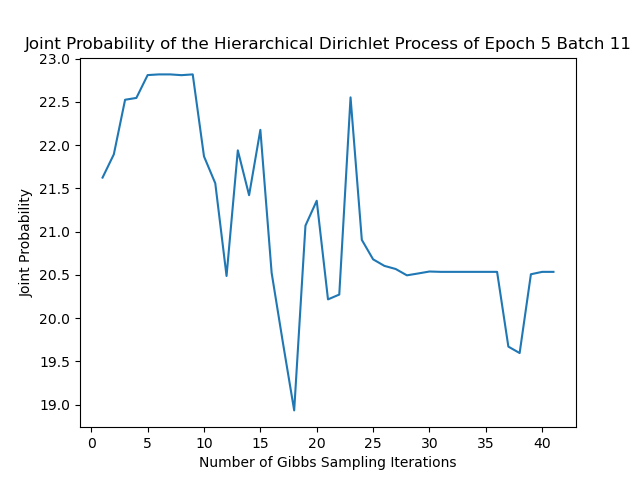 Joint Probability of the Hierarchical Dirichlet Process of Epoch 5 Batch 11
23.0
22.5
22.0
21.5
21.0
20.5
20.0
19.5
19.0
Joint Probability
0 5 10 15 20 25 30 35 40
Number of Gibbs Sampling Iterations